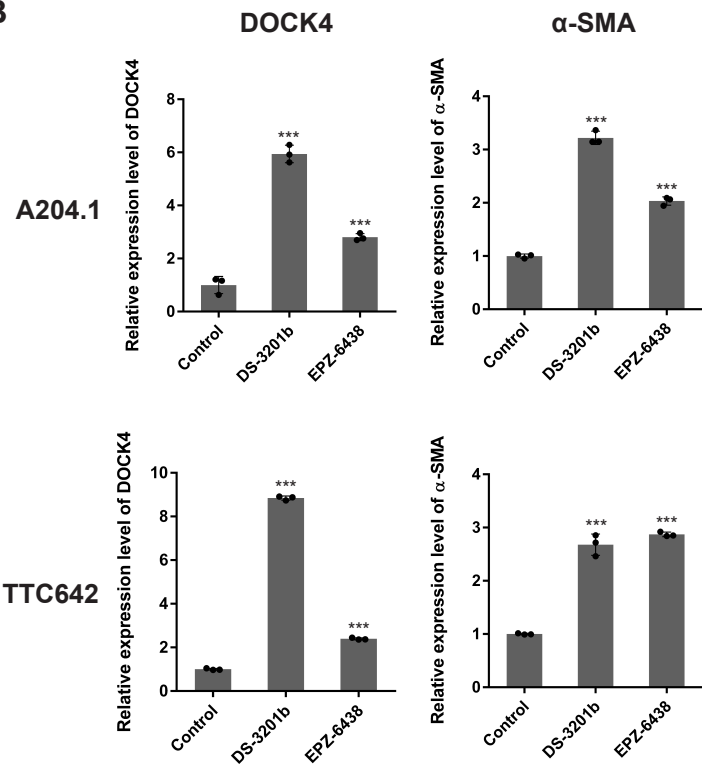 B
DOCK4
α-SMA
A204.1
Relative expression level of DOCK4
8
6
4
2
0
***
***
Control
DS-3201b
EPZ-6438
Relative expression level of α-SMA
4
3
2
1
0
***
***
Control
DS-3201b
EPZ-6438
TTC642
Relative expression level of DOCK4
10
8
6
4
2
0
***
***
Control
DS-3201b
EPZ-6438
Relative expression level of α-SMA
4
3
2
1
0
***
***
Control
DS-3201b
EPZ-6438